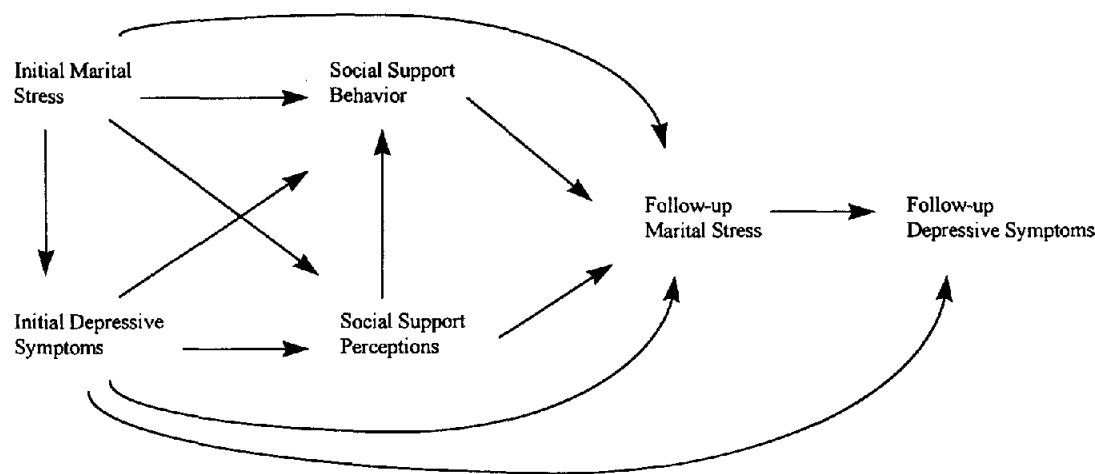 Initial Marital
Stress
Social Support
Behavior
Follow-up
Marital Stress
Follow-up
Depressive Symptoms
Initial Depressive
Symptoms
Social Support
Perceptions